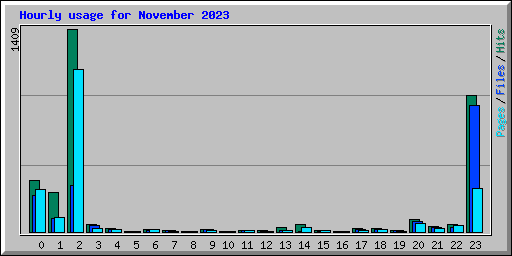 Hourly usage for November 2023
1409
Pages/Files/Hits
0 1 2 3 4 5 6 7 8 9 10 11 12 13 14 15 16 17 18 19 20 21 22 23